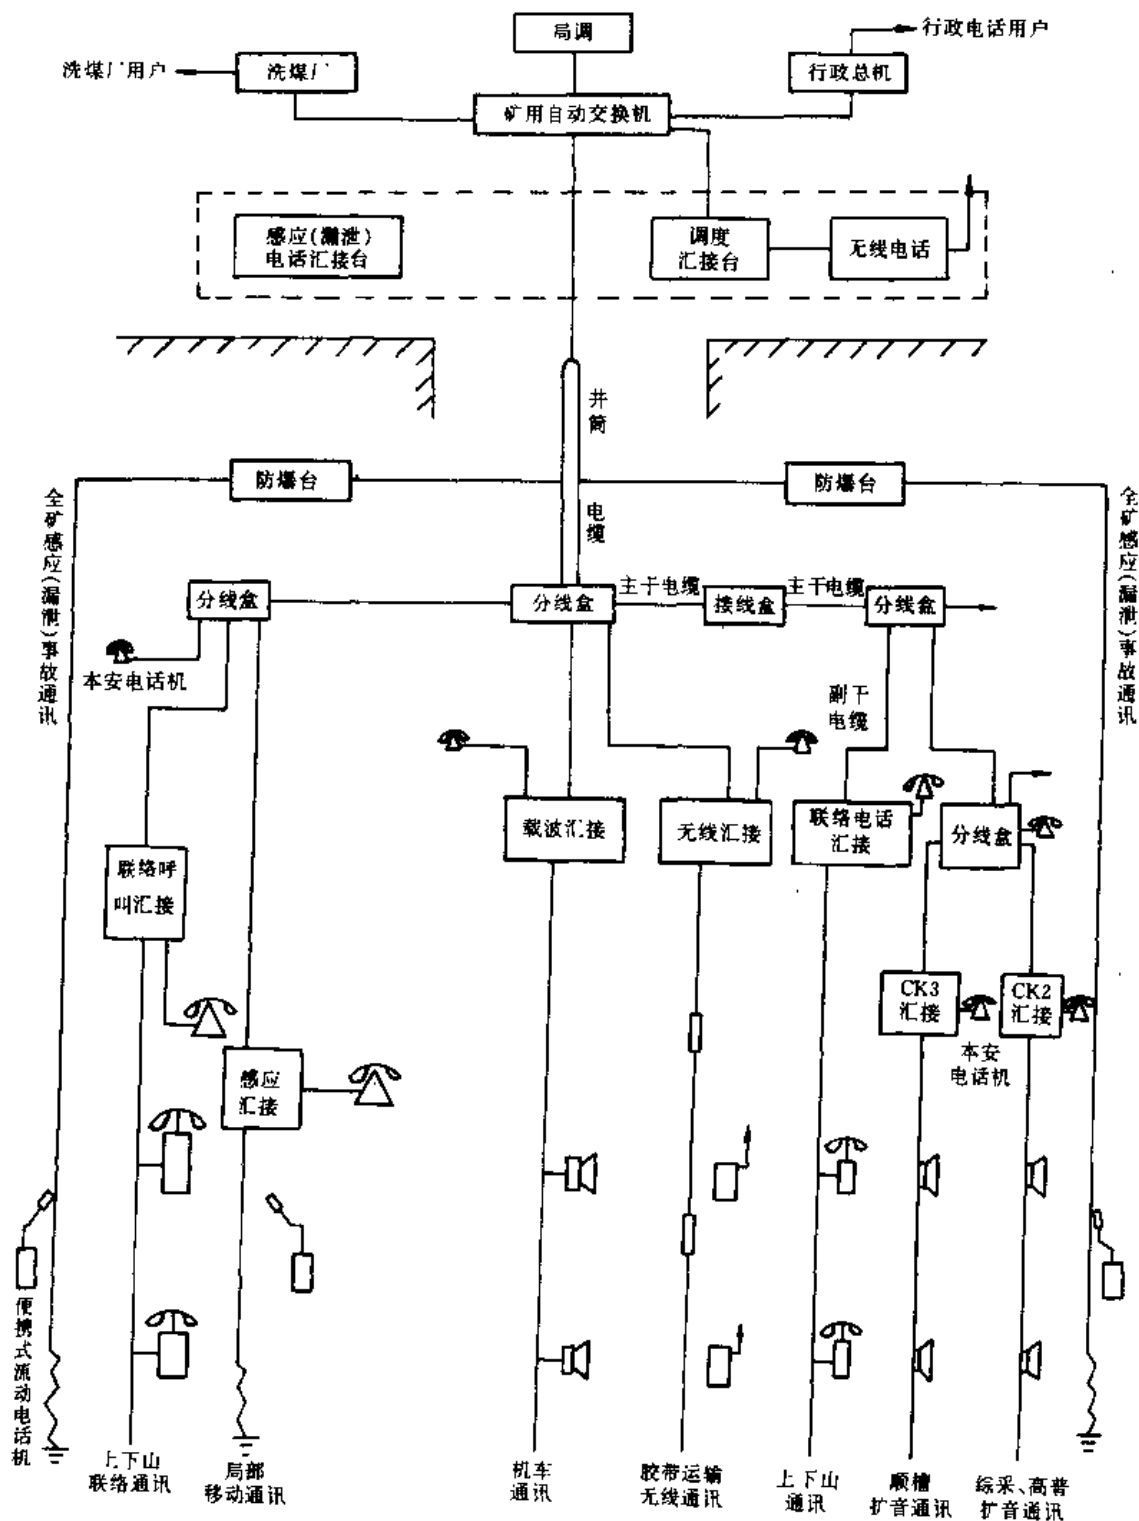 局调
行政电话用户
洗煤厂用户
洗煤厂
行政总机
矿用自动交换机
感应(漏泄)
电话汇接台
调度
汇接台
无线电话
井筒
防爆台
防爆台
电缆
全矿感应(漏泄)事故通讯
全矿感应(漏泄)事故通讯
分线盒
分线盒
主干电缆
接线盒
主干电缆
分线盒
本安电话机
副干
电缆
载波汇接
无线汇接
联络电话
汇接
分线盒
联络呼
叫汇接
CK3
汇接
CK2
汇接
本安
电话机
感应
汇接
便携式流动电话机
上下山
联络通讯
局部
移动通讯
机车
通讯
胶带运输
无线通讯
上下山
通讯
顺槽
扩音通讯
综采、高普
扩音通讯